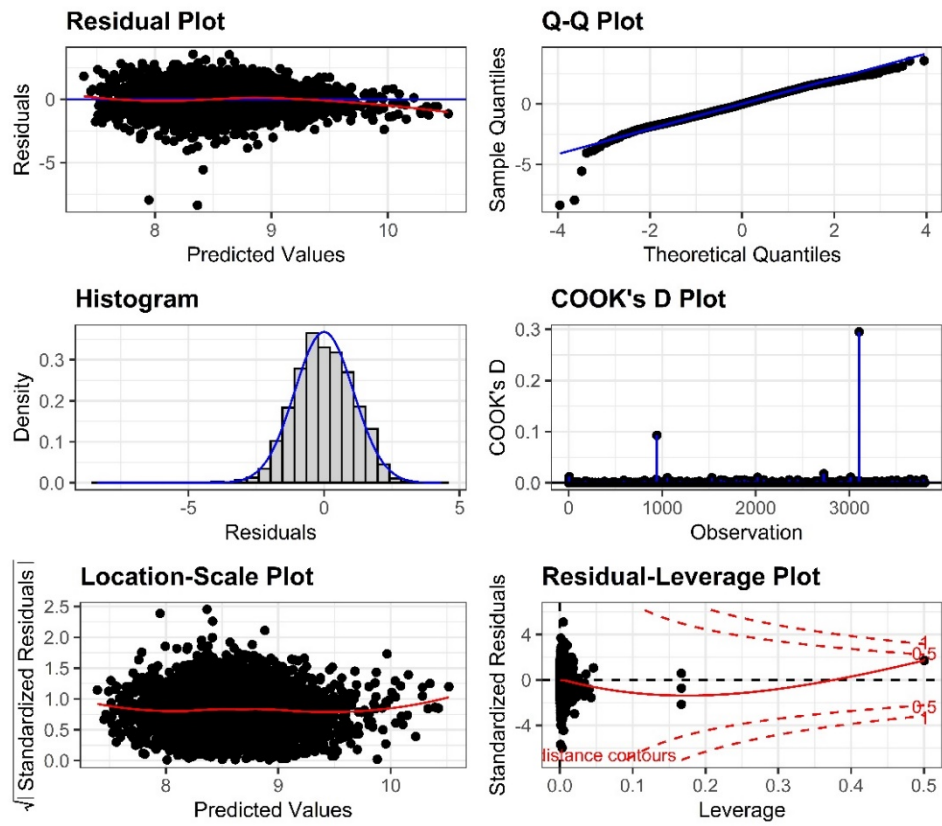 Residual Plot
Residuals
0
-5
8
9
10
Predicted Values
Q-Q Plot
Sample Quantiles
0
-5
-4
-2
0
2
4
Theoretical Quantiles
Histogram
Density
0.3
0.2
0.1
0.0
-5
0
5
Residuals
COOK's D Plot
COOK's D
0.3
0.2
0.1
0.0
0
1000
2000
3000
Observation
Location-Scale Plot
√| Standardized Residuals |
2.5
2.0
1.5
1.0
0.5
0.0
8
9
10
Predicted Values
Residual-Leverage Plot
Standardized Residuals
4
0
-4
1
0.5
0.5
1
distance contours
0.0
0.1
0.2
0.3
0.4
0.5
Leverage